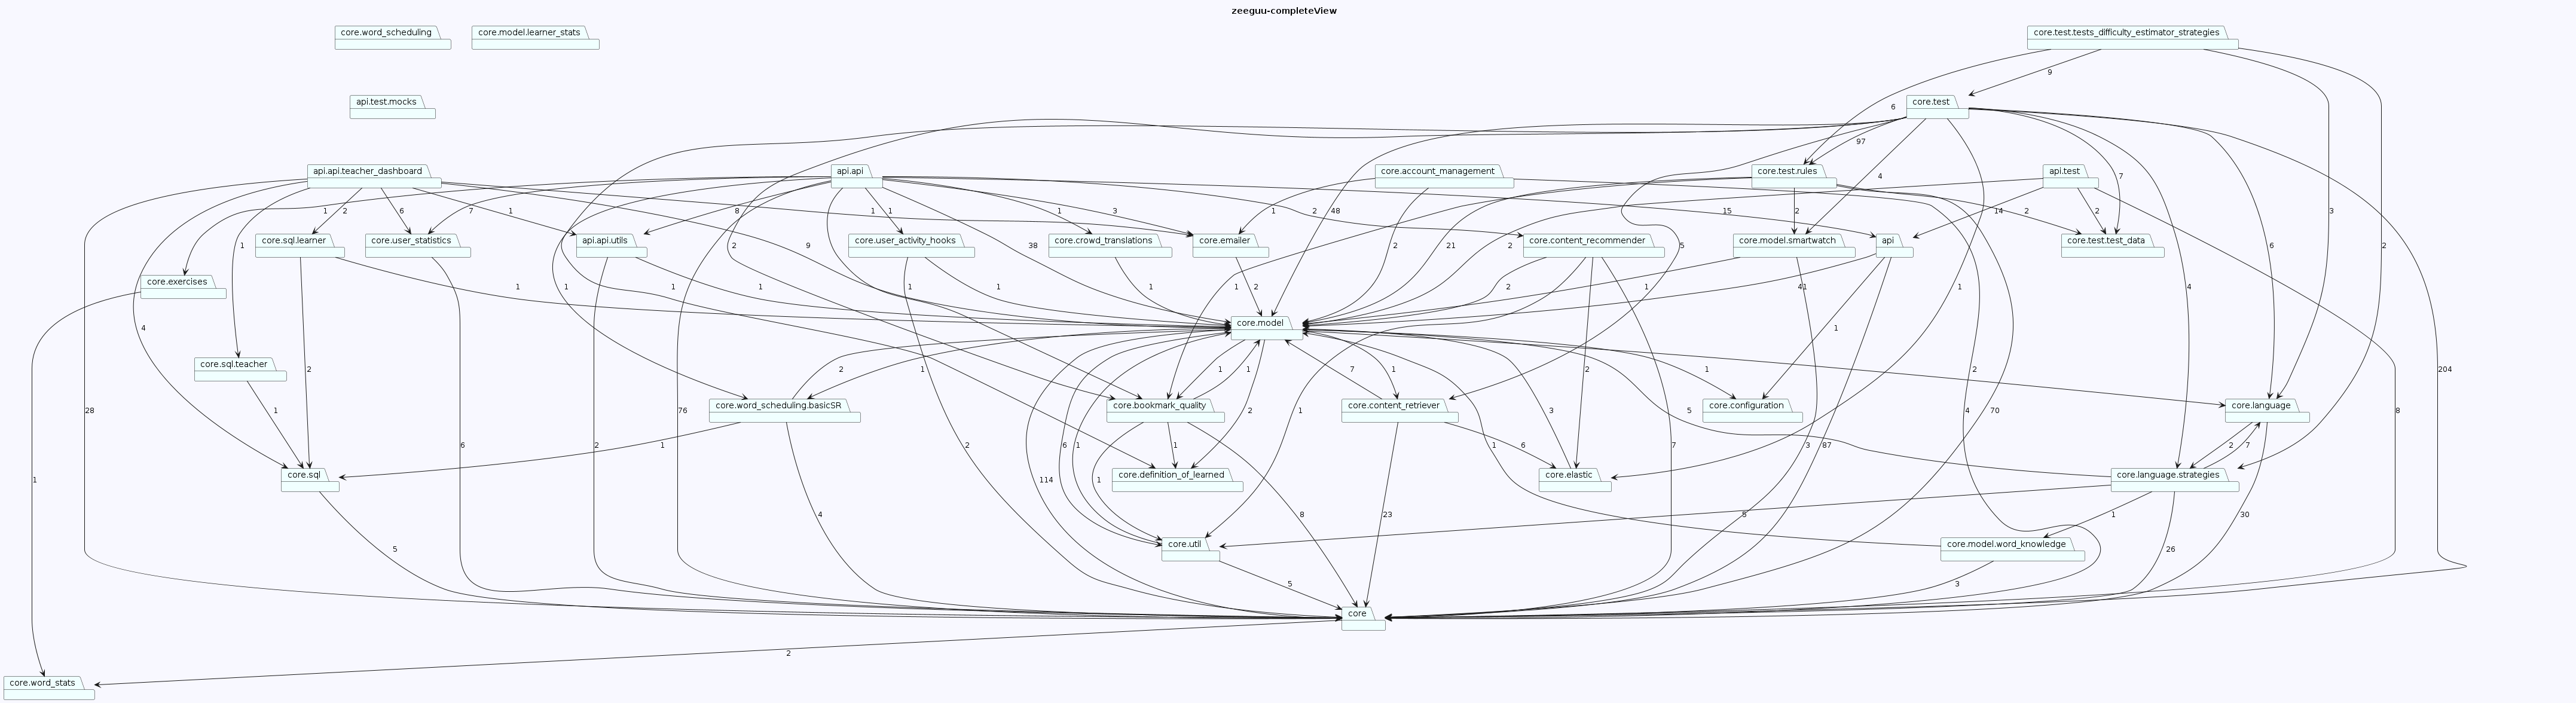 zeeguu-completeView
core.word_scheduling
core.model.learner_stats
core.test.tests_difficulty_estimator_strategies
9
api.test.mocks
core.test
6
97
api.api.teacher_dashboard
api.api
core.account_management
core.test.rules
api.test
4
7
1
2
6
1
1
7
8
1
1
3
2
48
1
15
2
2
14
2
3
core.sql.learner
core.user_statistics
api.api.utils
core.user_activity_hooks
core.crowd_translations
core.emailer
core.content_recommender
core.model.smartwatch
api
core.test.test_data
1
2
9
38
2
21
2
5
6
2
core.exercises
1
1
1
1
1
1
1
2
1
2
1
41
1
4
core.model
4
1
core.sql.teacher
2
2
1
1
1
7
1
2
1
2
4
204
core.word_scheduling.basicSR
core.bookmark_quality
core.content_retriever
core.configuration
core.language
28
1
76
3
5
4
70
8
6
1
2
2
6
1
1
2
6
1
7
3
87
2
7
core.sql
core.definition_of_learned
core.elastic
core.language.strategies
1
114
1
4
8
23
5
1
30
core.util
core.model.word_knowledge
5
26
5
3
core
2
core.word_stats